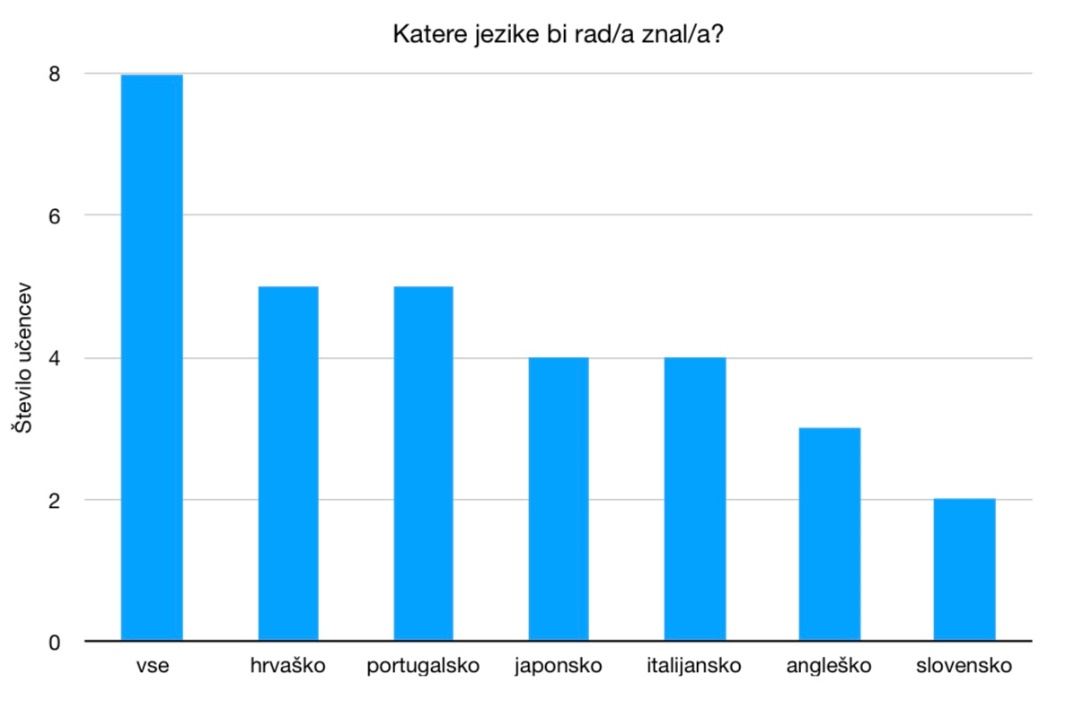 Katere jezike bi rad/a znal/a?
8
6
4
2
0
Število učencev
vse hrvaško portugalsko japonsko italijansko angleško slovensko